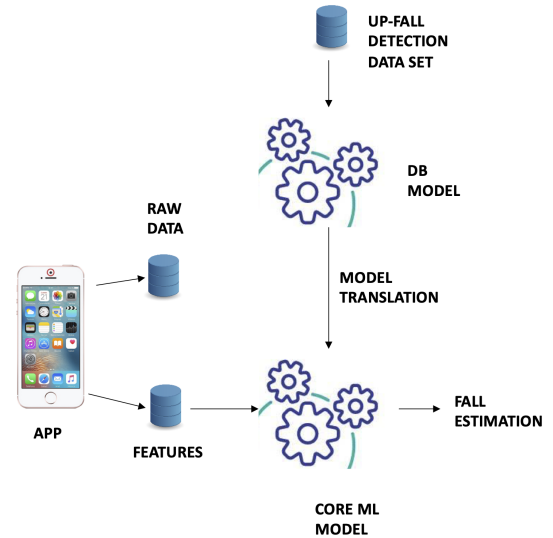 UP-FALL
DETECTION
DATA SET
DB
MODEL
RAW
DATA
MODEL
TRANSLATION
APP
FEATURES
FALL
ESTIMATION
CORE ML
MODEL